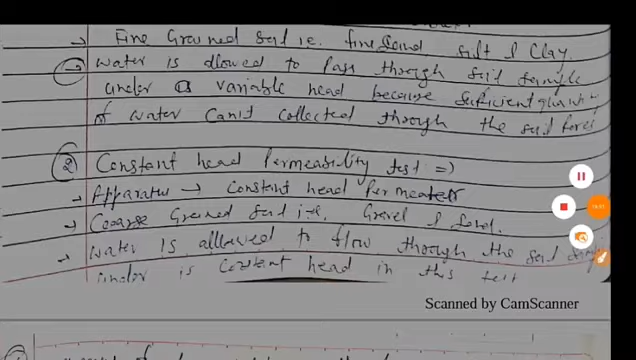 → Fine Grained soil i.e. fine sand silt & clay.
→ water is allowed to pass through soil sample
under a variable head because sufficient quantity
of water can't collected through the soil
② Constant head Permeability test =>
→ Apparatus → Constant head Permeater
→ Coarse Grained soil i.e. Gravel & sand.
→ water is allowed to flow through the soil sample
under is constant head in this test
Scanned by CamScanner